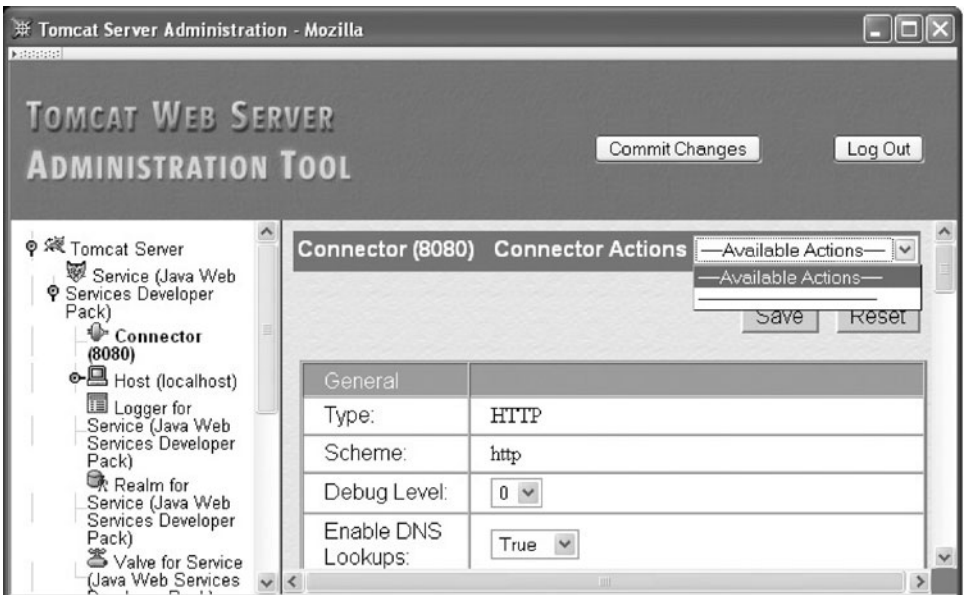 Tomcat Server Administration - Mozilla
TOMCAT WEB SERVER
ADMINISTRATION TOOL
Commit Changes
Log Out
Tomcat Server
Service (Java Web
Services Developer
Pack)
Connector
(8080)
Host (localhost)
Logger for
Service (Java Web
Services Developer
Pack)
Realm for
Service (Java Web
Services Developer
Pack)
Valve for Service
(Java Web Services
Connector (8080) Connector Actions —Available Actions—
—Available Actions—
Save Reset
General
Type: HTTP
Scheme: http
Debug Level: 0
Enable DNS
Lookups: True